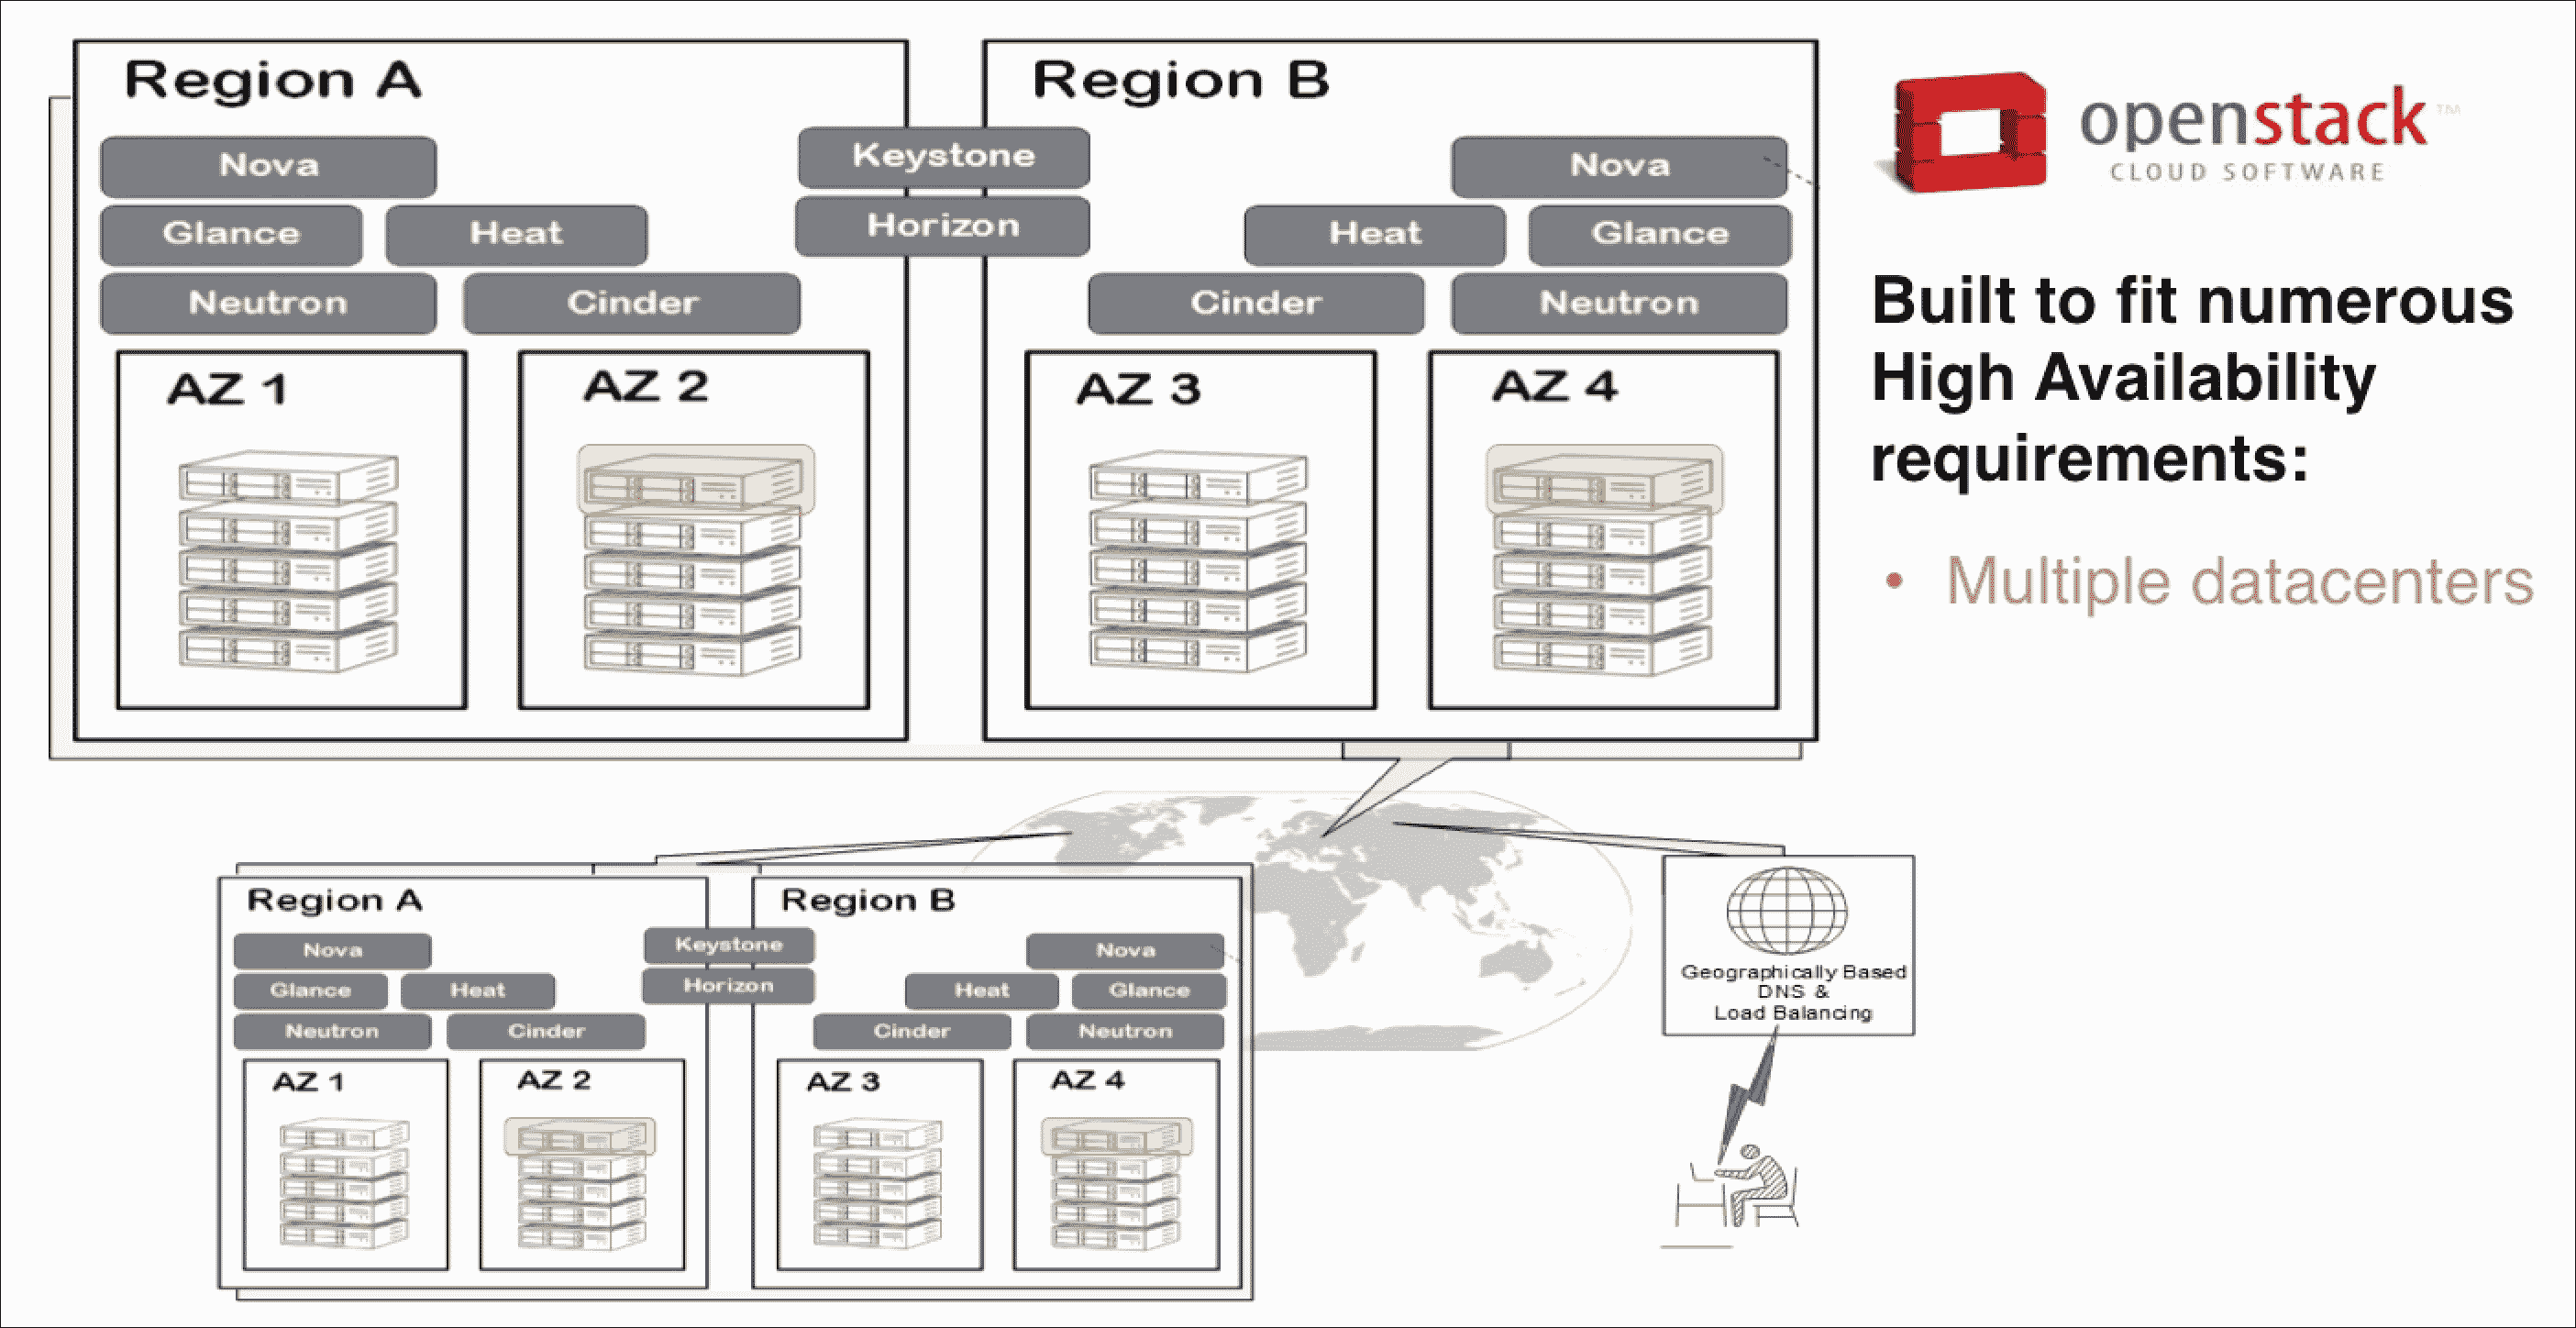 Region A
Nova
Glance
Heat
Neutron
Cinder
AZ 1
AZ 2
Keystone
Horizon
Region B
Nova
Heat
Glance
Cinder
Neutron
AZ 3
AZ 4
openstack™
CLOUD SOFTWARE
Built to fit numerous
High Availability
requirements:
• Multiple datacenters
Region A
Nova
Glance
Heat
Neutron
Cinder
AZ 1
AZ 2
Keystone
Horizon
Region B
Nova
Heat
Glance
Cinder
Neutron
AZ 3
AZ 4
Geographically Based
DNS &
Load Balancing